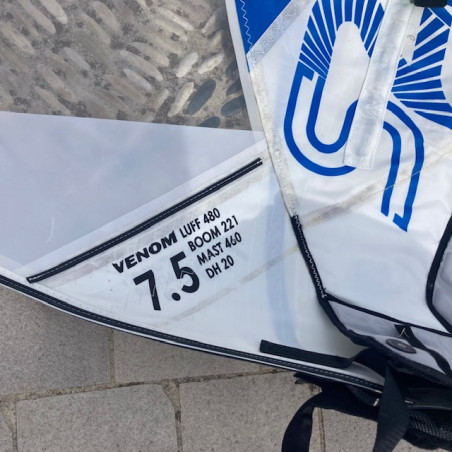 VENOM LUFF 480
7.5 BOOM 221
MAST 460
DH 20